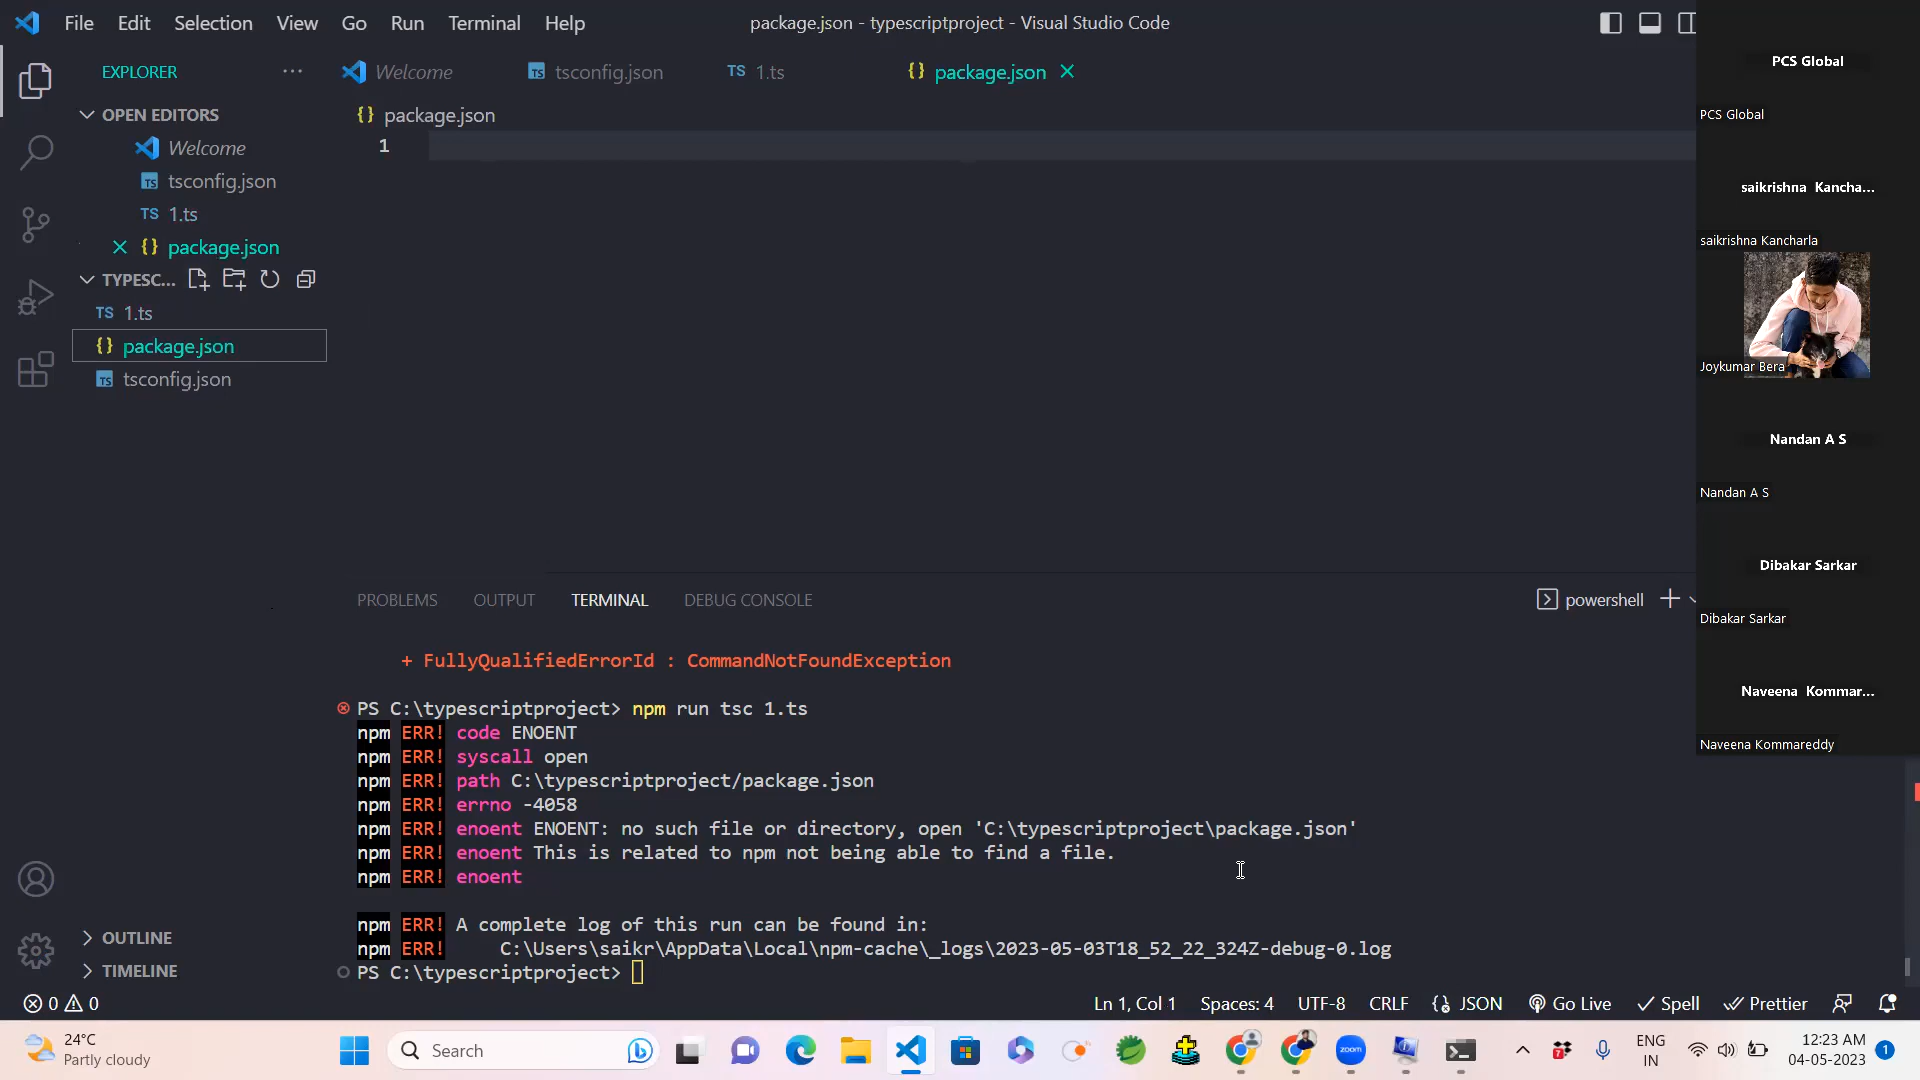 File Edit Selection View Go Run Terminal Help
package.json - typescriptproject - Visual Studio Code
EXPLORER
Welcome
TS tsconfig.json
TS 1.ts
{} package.json
OPEN EDITORS
{} package.json
1
Welcome
TS tsconfig.json
TS 1.ts
{} package.json
TYPESC...
TS 1.ts
{} package.json
TS tsconfig.json
PROBLEMS OUTPUT TERMINAL DEBUG CONSOLE
powershell
+ FullyQualifiedErrorId : CommandNotFoundException
PS C:\typescriptproject> npm run tsc 1.ts
npm ERR! code ENOENT
npm ERR! syscall open
npm ERR! path C:\typescriptproject/package.json
npm ERR! errno -4058
npm ERR! enoent ENOENT: no such file or directory, open 'C:\typescriptproject\package.json'
npm ERR! enoent This is related to npm not being able to find a file.
npm ERR! enoent
npm ERR! A complete log of this run can be found in:
npm ERR!     C:\Users\saikr\AppData\Local\npm-cache\_logs\2023-05-03T18_52_22_324Z-debug-0.log
PS C:\typescriptproject>
OUTLINE
TIMELINE
PCS Global
PCS Global
saikrishna Kancha...
saikrishna Kancharla
Joykumar Bera
Nandan A S
Nandan A S
Dibakar Sarkar
Dibakar Sarkar
Naveena Kommar...
Naveena Kommareddy
0 0
Ln 1, Col 1 Spaces: 4 UTF-8 CRLF {} JSON Go Live Spell Prettier
24°C
Partly cloudy
Search
zoom
7
ENG
IN
12:23 AM
04-05-2023
1